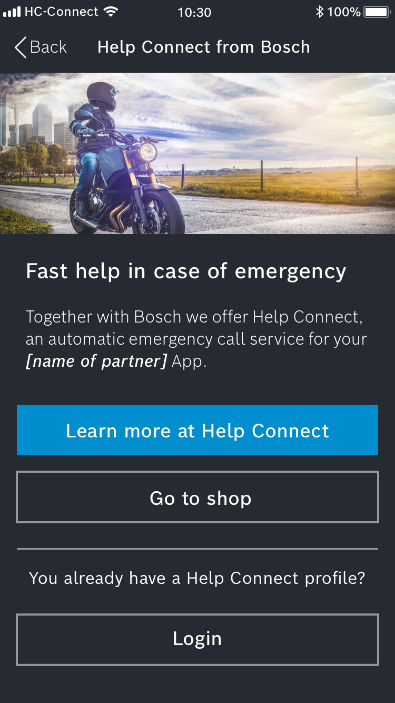 HC-Connect 10:30 100%
Back Help Connect from Bosch
Fast help in case of emergency
Together with Bosch we offer Help Connect,
an automatic emergency call service for your
[name of partner] App.
Learn more at Help Connect
Go to shop
You already have a Help Connect profile?
Login